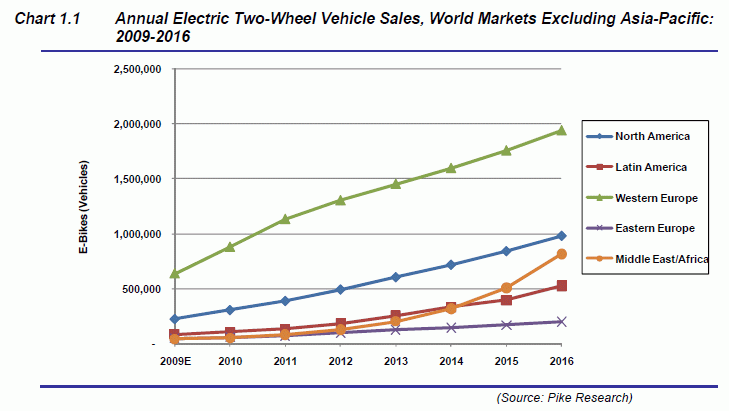 Chart 1.1 Annual Electric Two-Wheel Vehicle Sales, World Markets Excluding Asia-Pacific:
2009-2016
2,500,000
2,000,000
1,500,000
1,000,000
500,000
-
E-Bikes (Vehicles)
2009E 2010 2011 2012 2013 2014 2015 2016
North America
Latin America
Western Europe
Eastern Europe
Middle East/Africa
(Source: Pike Research)